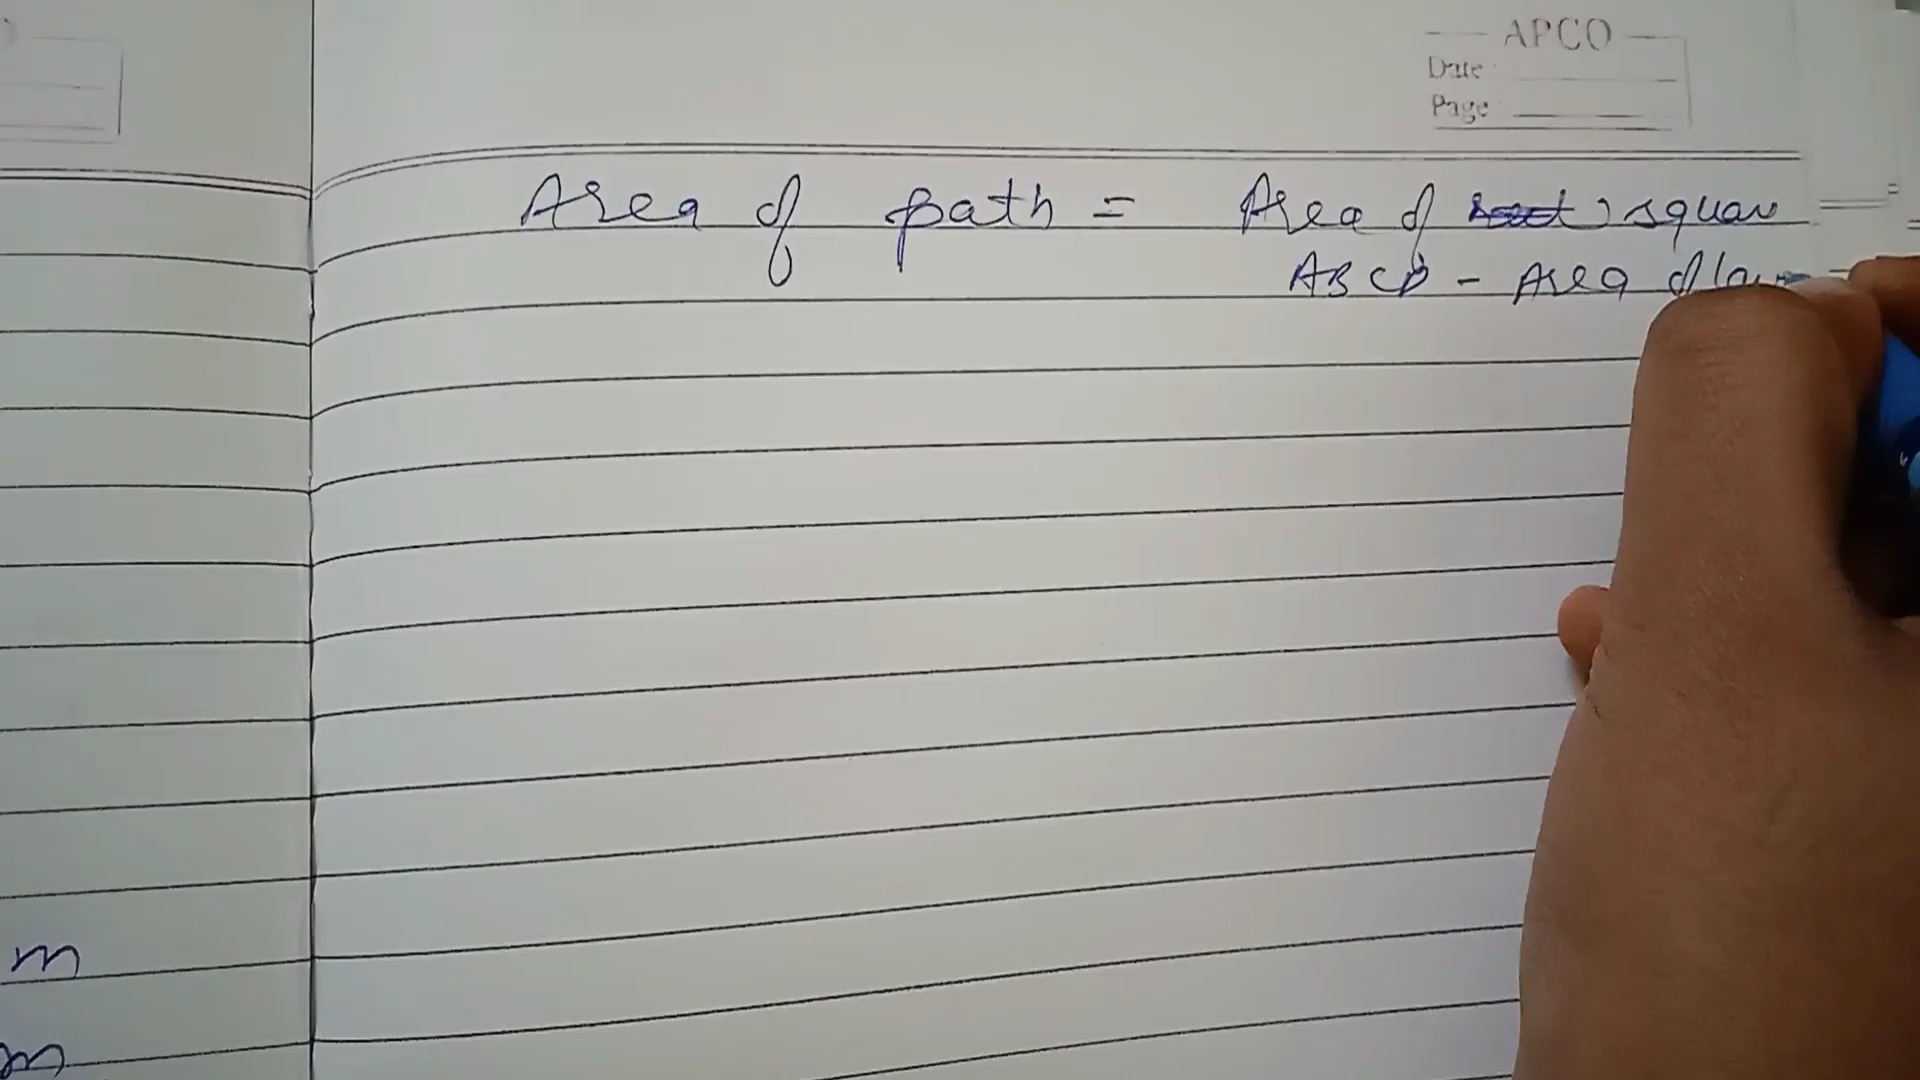 APCO
Date
Page
Area of path = Area of square
ABCD - Area of
m
m